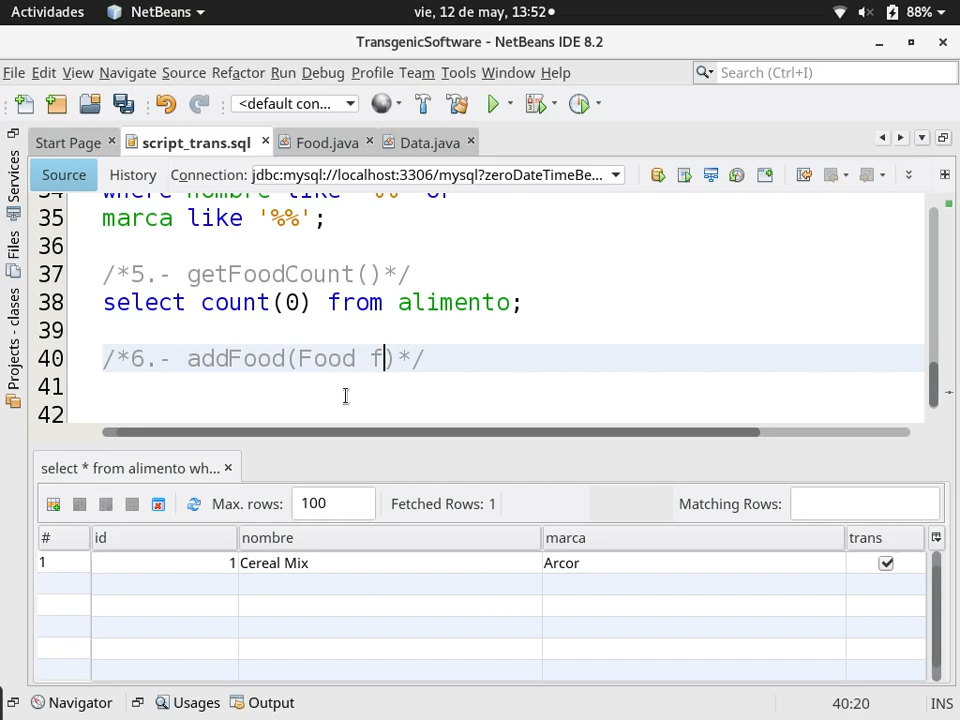 Actividades NetBeans vie, 12 de may, 13:52 88%
TransgenicSoftware - NetBeans IDE 8.2
File Edit View Navigate Source Refactor Run Debug Profile Team Tools Window Help Search (Ctrl+I)
<default con...
Start Page script_trans.sql Food.java Data.java
Source History Connection: jdbc:mysql://localhost:3306/mysql?zeroDateTimeBe...
34 where nombre like '%%' or
35 marca like '%%';
36
37 /*5.- getFoodCount()*/
38 select count(0) from alimento;
39
40 /*6.- addFood(Food f)*/
41
42
Services
Files
Projects - clases
select * from alimento wh...
Max. rows: 100 Fetched Rows: 1 Matching Rows:
# id nombre marca trans
1 1 Cereal Mix Arcor
Navigator Usages Output 40:20 INS